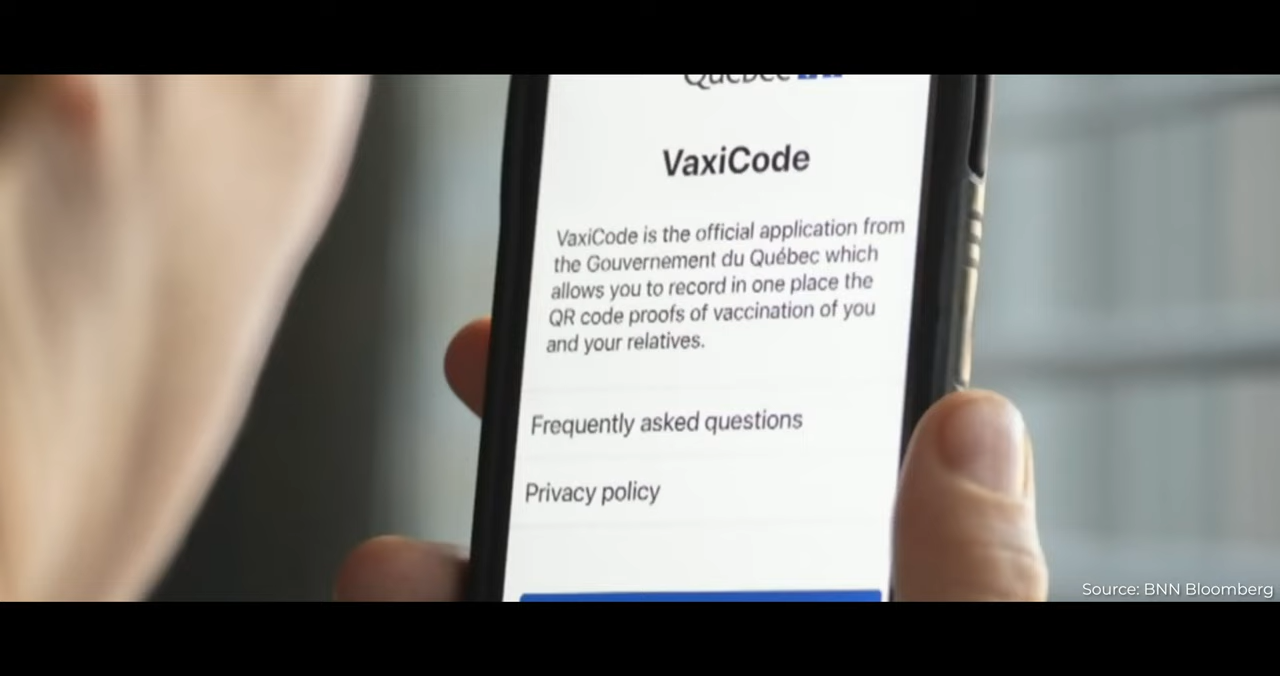 Québec
VaxiCode
VaxiCode is the official application from
the Gouvernement du Québec which
allows you to record in one place the
QR code proofs of vaccination of you
and your relatives.
Frequently asked questions
Privacy policy
Source: BNN Bloomberg